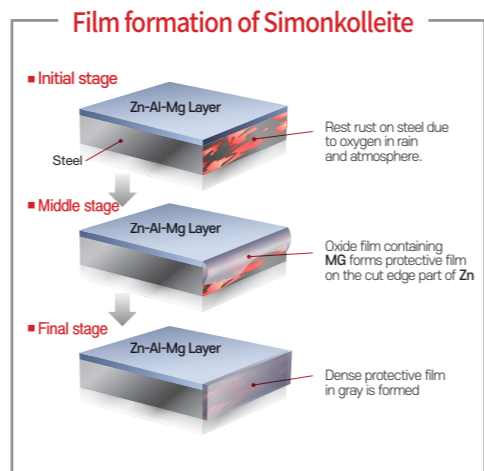 Film formation of Simonkolleite
■ Initial stage
Zn-Al-Mg Layer
Steel
Rest rust on steel due
to oxygen in rain
and atmosphere.
■ Middle stage
Zn-Al-Mg Layer
Oxide film containing
MG forms protective film
on the cut edge part of Zn
■ Final stage
Zn-Al-Mg Layer
Dense protective film
in gray is formed